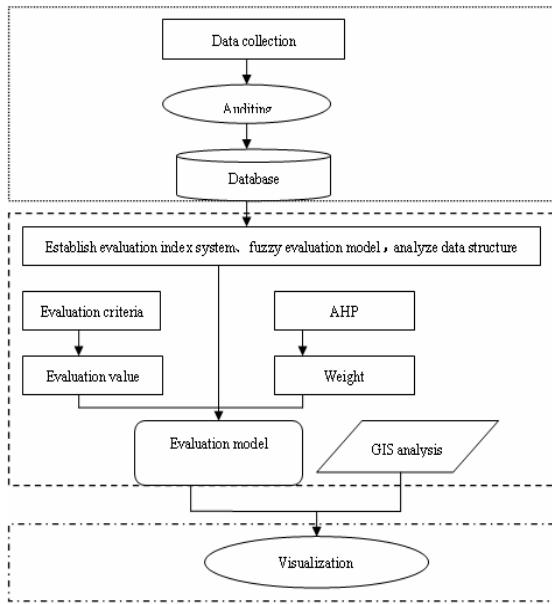 Data collection
Auditing
Database
Establish evaluation index system、fuzzy evaluation model，analyze data structure
Evaluation criteria
AHP
Evaluation value
Weight
Evaluation model
GIS analysis
Visualization